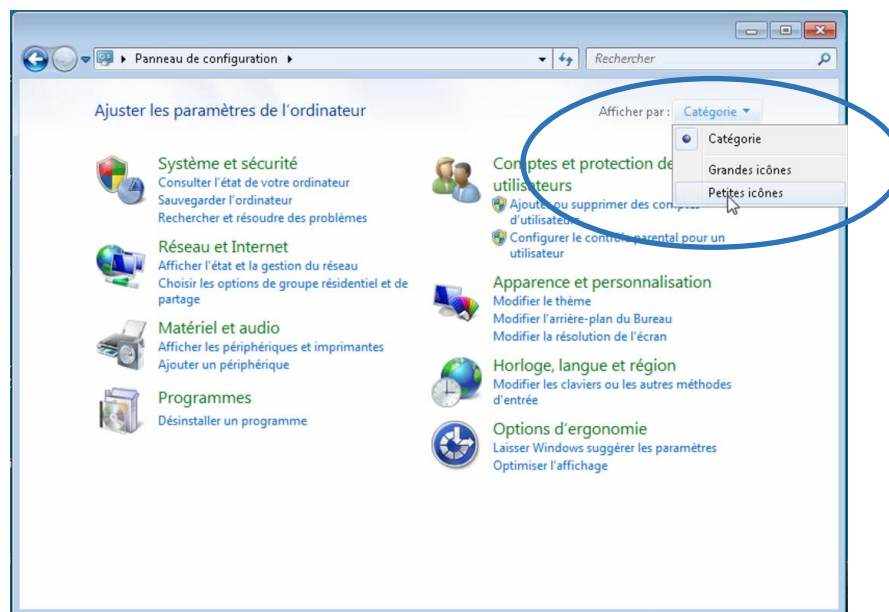 Panneau de configuration
Rechercher
Ajuster les paramètres de l'ordinateur
Afficher par :
Catégorie
Catégorie
Grandes icônes
Petites icônes
Système et sécurité
Consulter l'état de votre ordinateur
Sauvegarder l'ordinateur
Rechercher et résoudre des problèmes
Réseau et Internet
Afficher l'état et la gestion du réseau
Choisir les options de groupe résidentiel et de
partage
Matériel et audio
Afficher les périphériques et imprimantes
Ajouter un périphérique
Programmes
Désinstaller un programme
Comptes et protection de
utilisateurs
Ajouter ou supprimer des comptes
d'utilisateurs
Configurer le contrôle parental pour un
utilisateur
Apparence et personnalisation
Modifier le thème
Modifier l'arrière-plan du Bureau
Modifier la résolution de l'écran
Horloge, langue et région
Modifier les claviers ou les autres méthodes
d'entrée
Options d'ergonomie
Laisser Windows suggérer les paramètres
Optimiser l'affichage